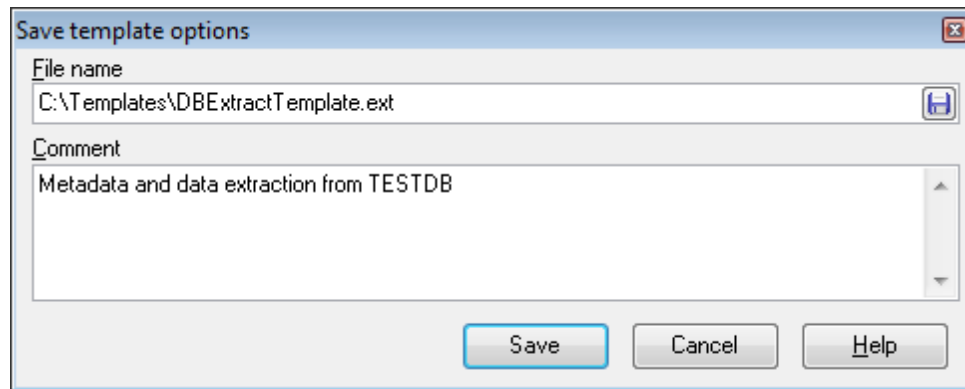 Save template options
File name
C:\Templates\DBExtractTemplate.ext
Comment
Metadata and data extraction from TESTDB
Save Cancel Help